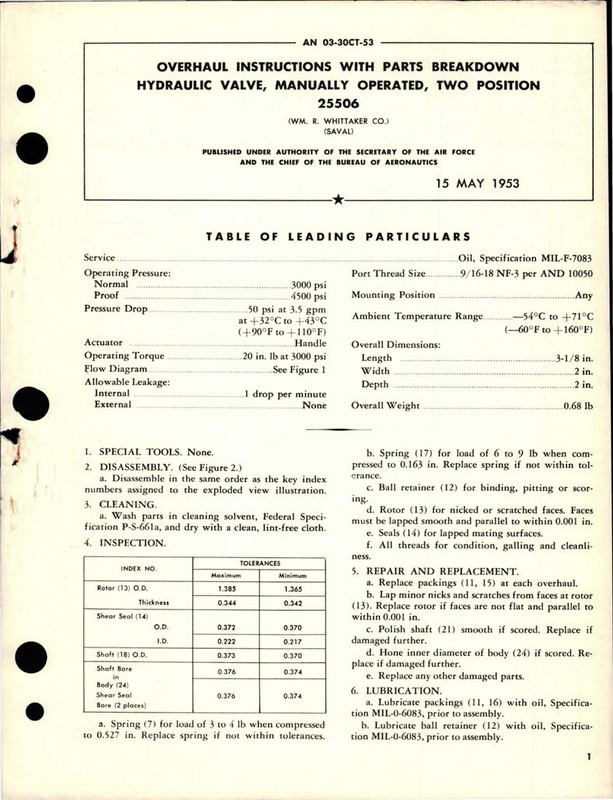 AN 03-30CT-53
OVERHAUL INSTRUCTIONS WITH PARTS BREAKDOWN
HYDRAULIC VALVE, MANUALLY OPERATED, TWO POSITION
25506
(WM. R. WHITTAKER CO.)
(SAVAL)
PUBLISHED UNDER AUTHORITY OF THE SECRETARY OF THE AIR FORCE
AND THE CHIEF OF THE BUREAU OF AERONAUTICS
15 MAY 1953
TABLE OF LEADING PARTICULARS
Service Oil, Specification MIL-F-7083
Operating Pressure:
Normal 3000 psi
Proof 4500 psi
Pressure Drop 50 psi at 3.5 gpm
at +32°C to +43°C
(+90°F to +110°F)
Actuator Handle
Operating Torque 20 in. lb at 3000 psi
Flow Diagram See Figure 1
Allowable Leakage:
Internal 1 drop per minute
External None
Port Thread Size 9/16-18 NF-3 per AND 10050
Mounting Position Any
Ambient Temperature Range —54°C to +71°C
(—60°F to +160°F)
Overall Dimensions:
Length 3-1/8 in.
Width 2 in.
Depth 2 in.
Overall Weight 0.68 lb
1. SPECIAL TOOLS. None.
2. DISASSEMBLY. (See Figure 2.)
a. Disassemble in the same order as the key index
numbers assigned to the exploded view illustration.
3. CLEANING.
a. Wash parts in cleaning solvent, Federal Speci-
fication P-S-661a, and dry with a clean, lint-free cloth.
4. INSPECTION.
INDEX NO. TOLERANCES
Maximum Minimum
Rotor (13) O.D. 1.385 1.365
Thickness 0.344 0.342
Shear Seal (14)
O.D. 0.372 0.370
I.D. 0.222 0.217
Shaft (18) O.D. 0.373 0.370
Shaft Bore 0.376 0.374
in
Body (24)
Shear Seal 0.376 0.374
Bore (2 places)
a. Spring (7) for load of 3 to 4 lb when compressed
to 0.527 in. Replace spring if not within tolerances.
b. Spring (17) for load of 6 to 9 lb when com-
pressed to 0.163 in. Replace spring if not within tol-
erance.
c. Ball retainer (12) for binding, pitting or scor-
ing.
d. Rotor (13) for nicked or scratched faces. Faces
must be lapped smooth and parallel to within 0.001 in.
e. Seals (14) for lapped mating surfaces.
f. All threads for condition, galling and cleanli-
ness.
5. REPAIR AND REPLACEMENT.
a. Replace packings (11, 15) at each overhaul.
b. Lap minor nicks and scratches from faces at rotor
(13). Replace rotor if faces are not flat and parallel to
within 0.001 in.
c. Polish shaft (21) smooth if scored. Replace if
damaged further.
d. Hone inner diameter of body (24) if scored. Re-
place if damaged further.
e. Replace any other damaged parts.
6. LUBRICATION.
a. Lubricate packings (11, 16) with oil, Specifica-
tion MIL-0-6083, prior to assembly.
b. Lubricate ball retainer (12) with oil, Specifica-
tion MIL-0-6083, prior to assembly.
1